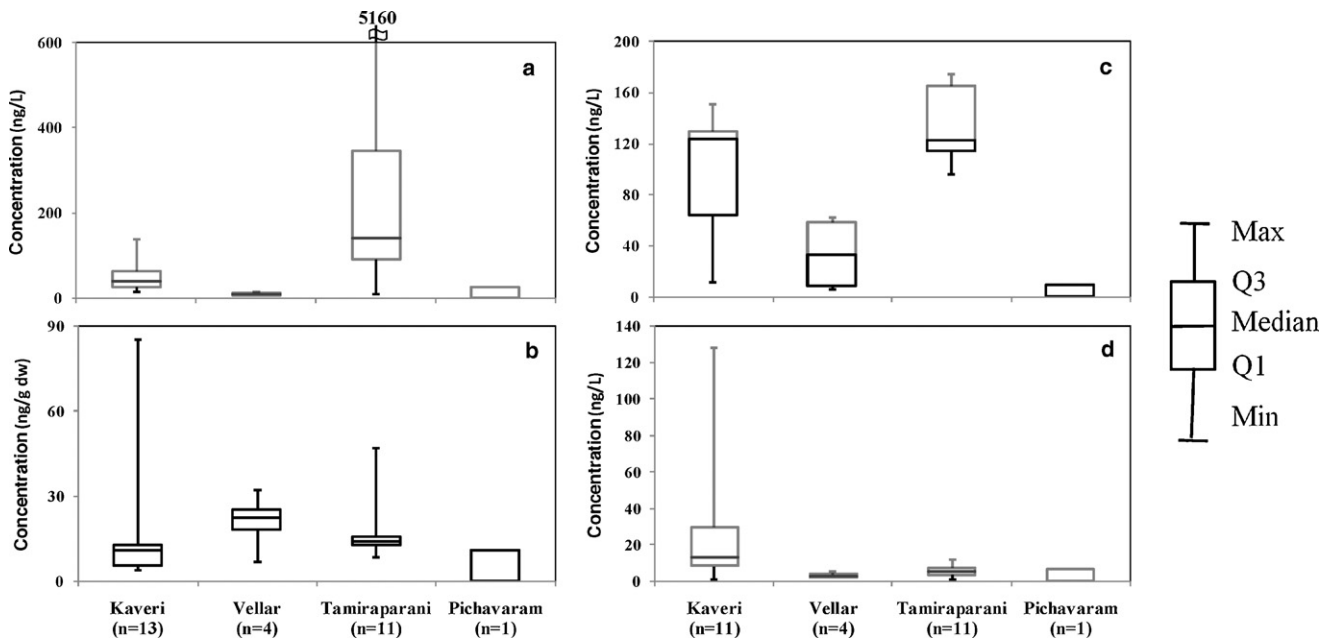 5160
600
400
200
0
Concentration (ng/L)
a
90
60
30
0
Concentration (ng/g dw)
b
Kaveri
(n=13)
Vellar
(n=4)
Tamiraparani
(n=11)
Pichavaram
(n=1)
200
160
120
80
40
0
Concentration (ng/L)
c
140
120
100
80
60
40
20
0
Concentration (ng/L)
d
Kaveri
(n=11)
Vellar
(n=4)
Tamiraparani
(n=11)
Pichavaram
(n=1)
Max
Q3
Median
Q1
Min